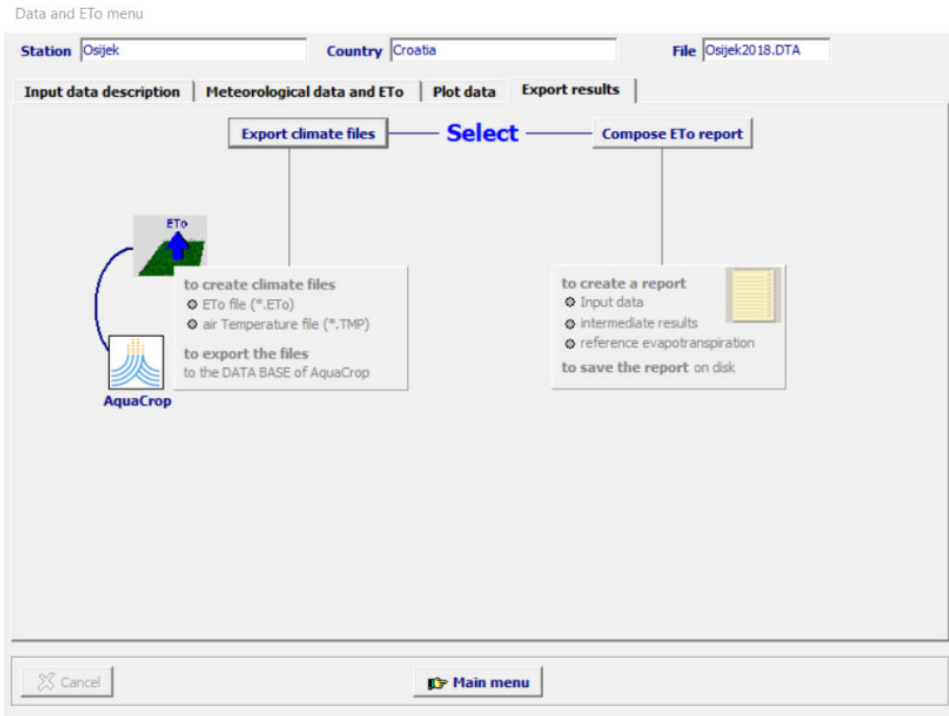 Data and ETo menu
Station Osijek Country Croatia File Osijek2018.DTA
Input data description Meteorological data and ETo Plot data Export results
Export climate files Select Compose ETo report
ETo
to create climate files
ETo file (*.ETo)
air Temperature file (*.TMP)
to export the files
to the DATA BASE of AquaCrop
AquaCrop
to create a report
Input data
intermediate results
reference evapotranspiration
to save the report on disk
Cancel Main menu